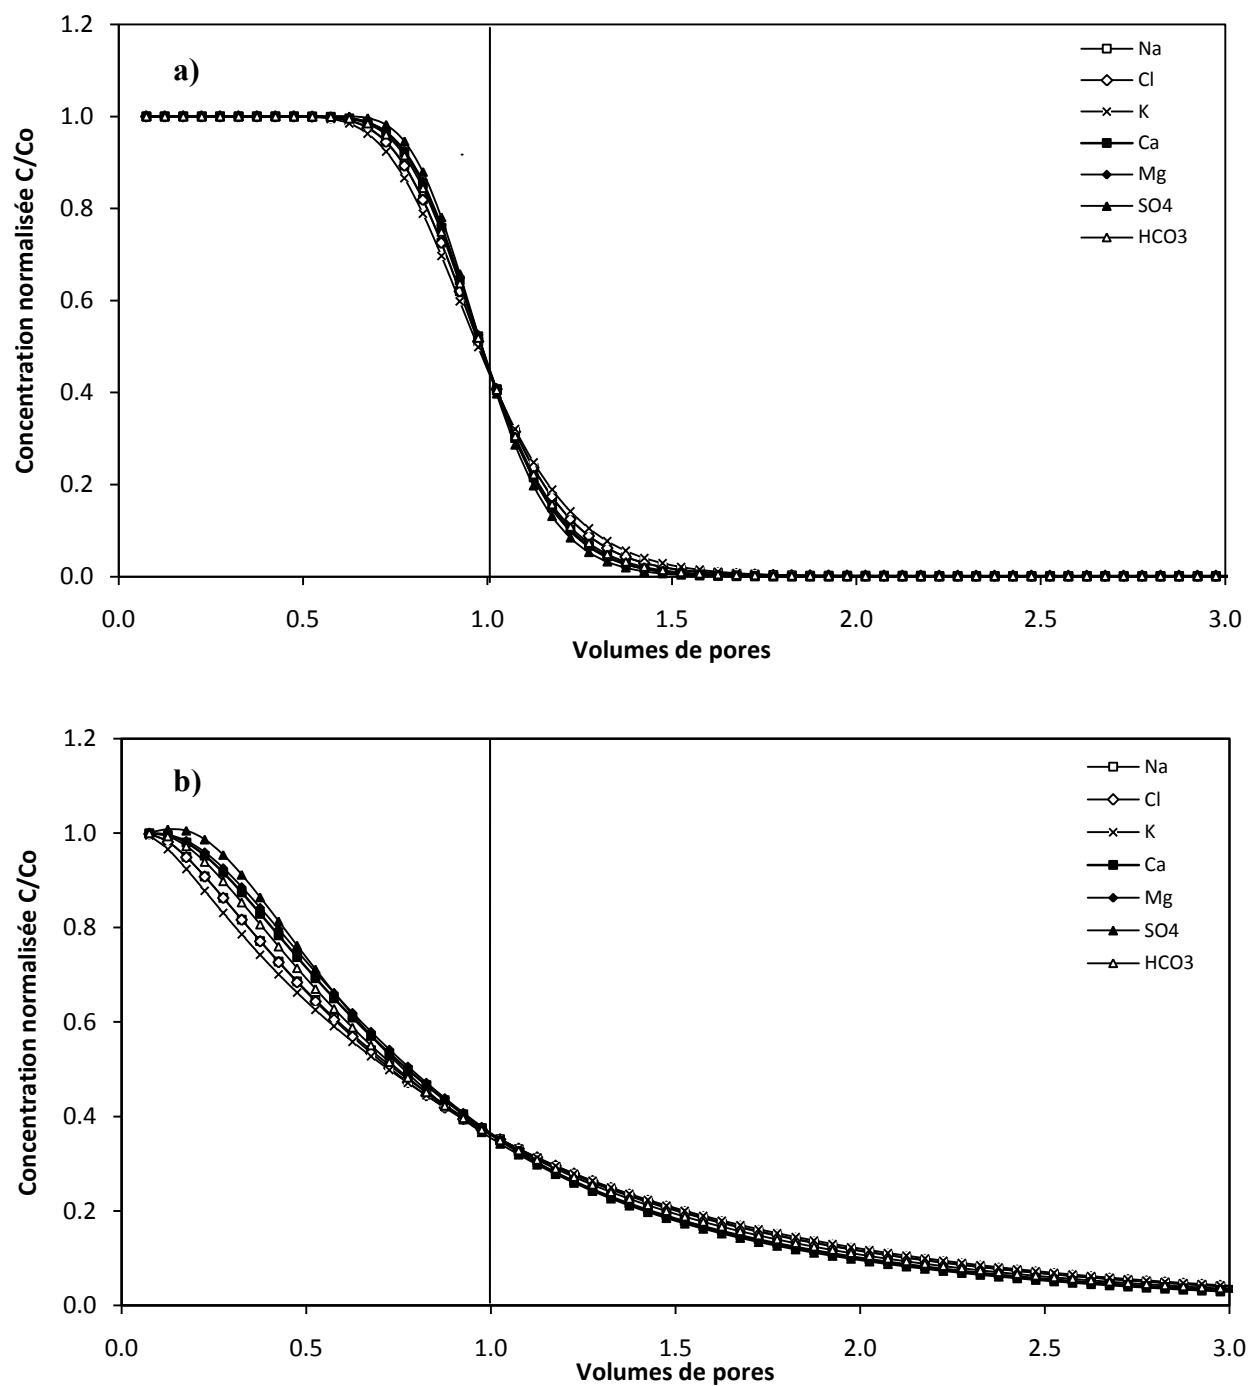 1.2
1.0
0.8
0.6
0.4
0.2
0.0
Concentration normalisée C/Co
a)
Na
Cl
K
Ca
Mg
SO4
HCO3
0.0 0.5 1.0 1.5 2.0 2.5 3.0
Volumes de pores
1.2
1.0
0.8
0.6
0.4
0.2
0.0
Concentration normalisée C/Co
b)
Na
Cl
K
Ca
Mg
SO4
HCO3
0.0 0.5 1.0 1.5 2.0 2.5 3.0
Volumes de pores